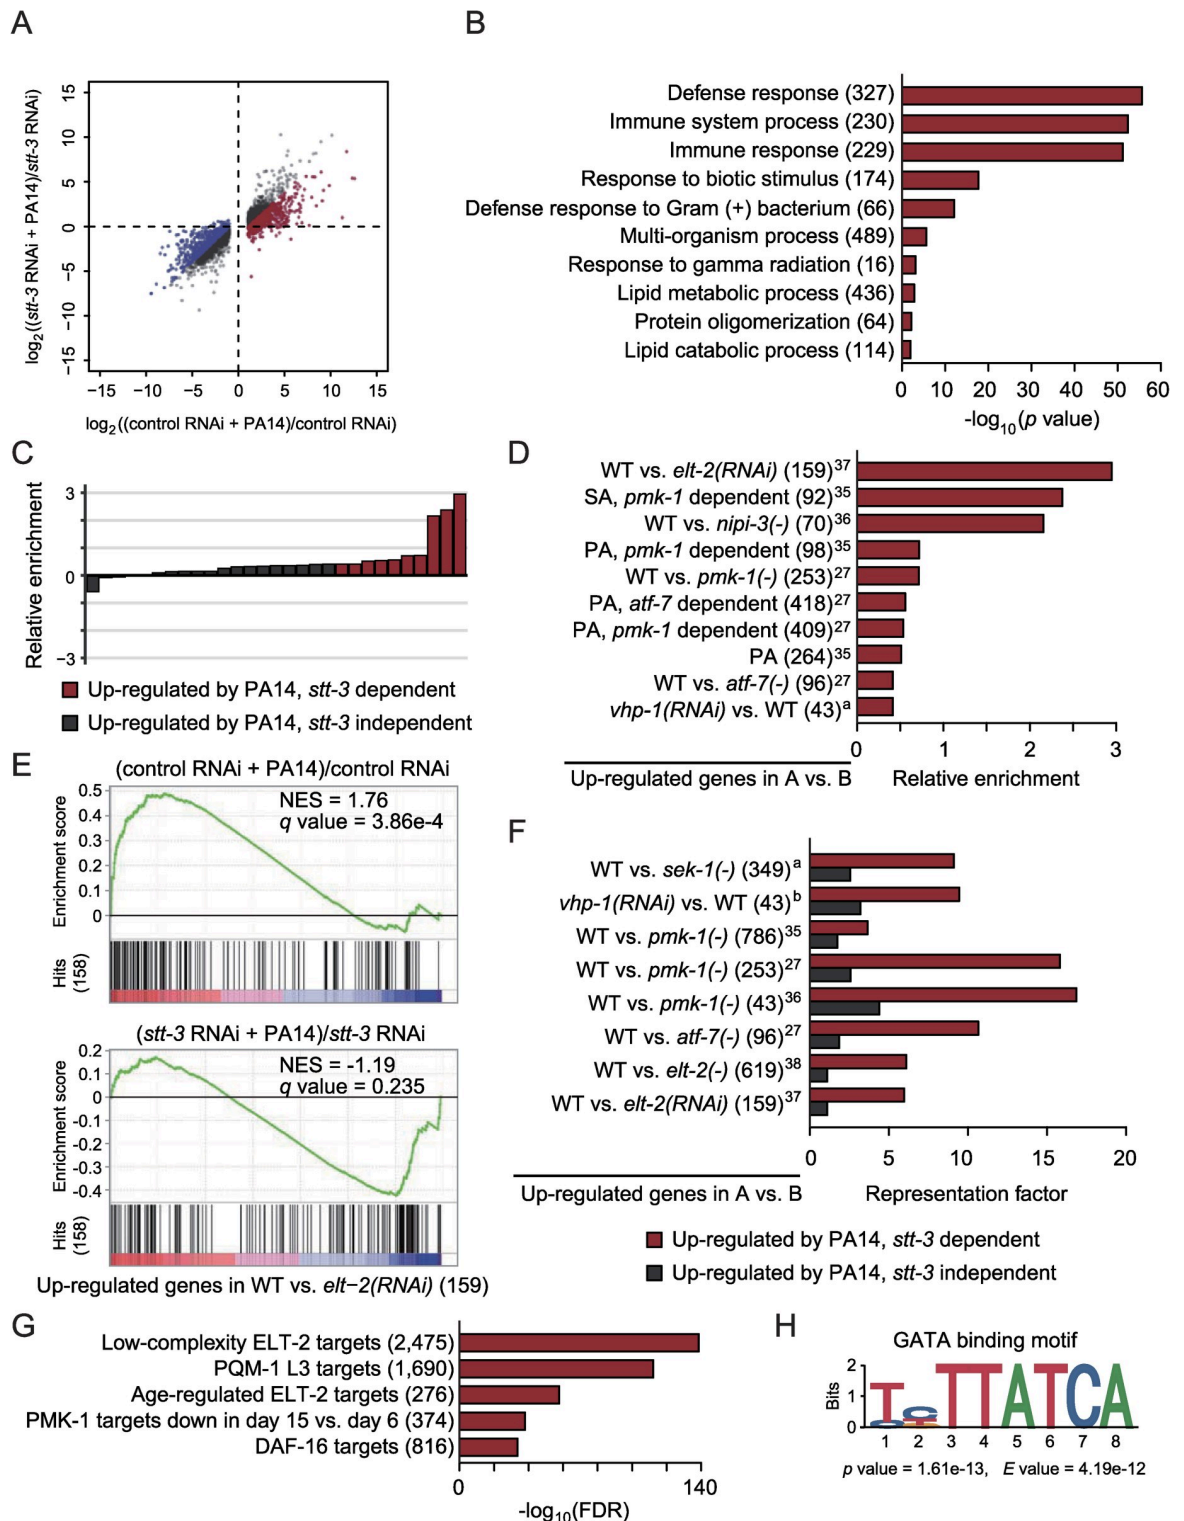 A
15
10
5
0
−5
−10
−15
log2((stt-3 RNAi + PA14)/stt-3 RNAi)
−15 −10 −5 0 5 10 15
log2((control RNAi + PA14)/control RNAi)
B
Defense response (327)
Immune system process (230)
Immune response (229)
Response to biotic stimulus (174)
Defense response to Gram (+) bacterium (66)
Multi-organism process (489)
Response to gamma radiation (16)
Lipid metabolic process (436)
Protein oligomerization (64)
Lipid catabolic process (114)
0 10 20 30 40 50 60
-log10(p value)
C
Relative enrichment
3
0
−3
Up-regulated by PA14, stt-3 dependent
Up-regulated by PA14, stt-3 independent
D
WT vs. elt-2(RNAi) (159)37
SA, pmk-1 dependent (92)35
WT vs. nipi-3(-) (70)36
PA, pmk-1 dependent (98)35
WT vs. pmk-1(-) (253)27
PA, atf-7 dependent (418)27
PA, pmk-1 dependent (409)27
PA (264)35
WT vs. atf-7(-) (96)27
vhp-1(RNAi) vs. WT (43)a
0 1 2 3
Up-regulated genes in A vs. B
Relative enrichment
E
(control RNAi + PA14)/control RNAi
Enrichment score
0.5
0.4
0.3
0.2
0.1
0
NES = 1.76
q value = 3.86e-4
Hits
(158)
(stt-3 RNAi + PA14)/stt-3 RNAi
Enrichment score
0.2
0.1
0
-0.1
-0.2
-0.3
-0.4
NES = -1.19
q value = 0.235
Hits
(158)
Up-regulated genes in WT vs. elt−2(RNAi) (159)
F
WT vs. sek-1(-) (349)a
vhp-1(RNAi) vs. WT (43)b
WT vs. pmk-1(-) (786)35
WT vs. pmk-1(-) (253)27
WT vs. pmk-1(-) (43)36
WT vs. atf-7(-) (96)27
WT vs. elt-2(-) (619)38
WT vs. elt-2(RNAi) (159)37
0 5 10 15 20
Up-regulated genes in A vs. B
Representation factor
Up-regulated by PA14, stt-3 dependent
Up-regulated by PA14, stt-3 independent
G
Low-complexity ELT-2 targets (2,475)
PQM-1 L3 targets (1,690)
Age-regulated ELT-2 targets (276)
PMK-1 targets down in day 15 vs. day 6 (374)
DAF-16 targets (816)
0 140
-log10(FDR)
H
GATA binding motif
Bits
2
1
0
TCTTATCA
1 2 3 4 5 6 7 8
p value = 1.61e-13, E value = 4.19e-12